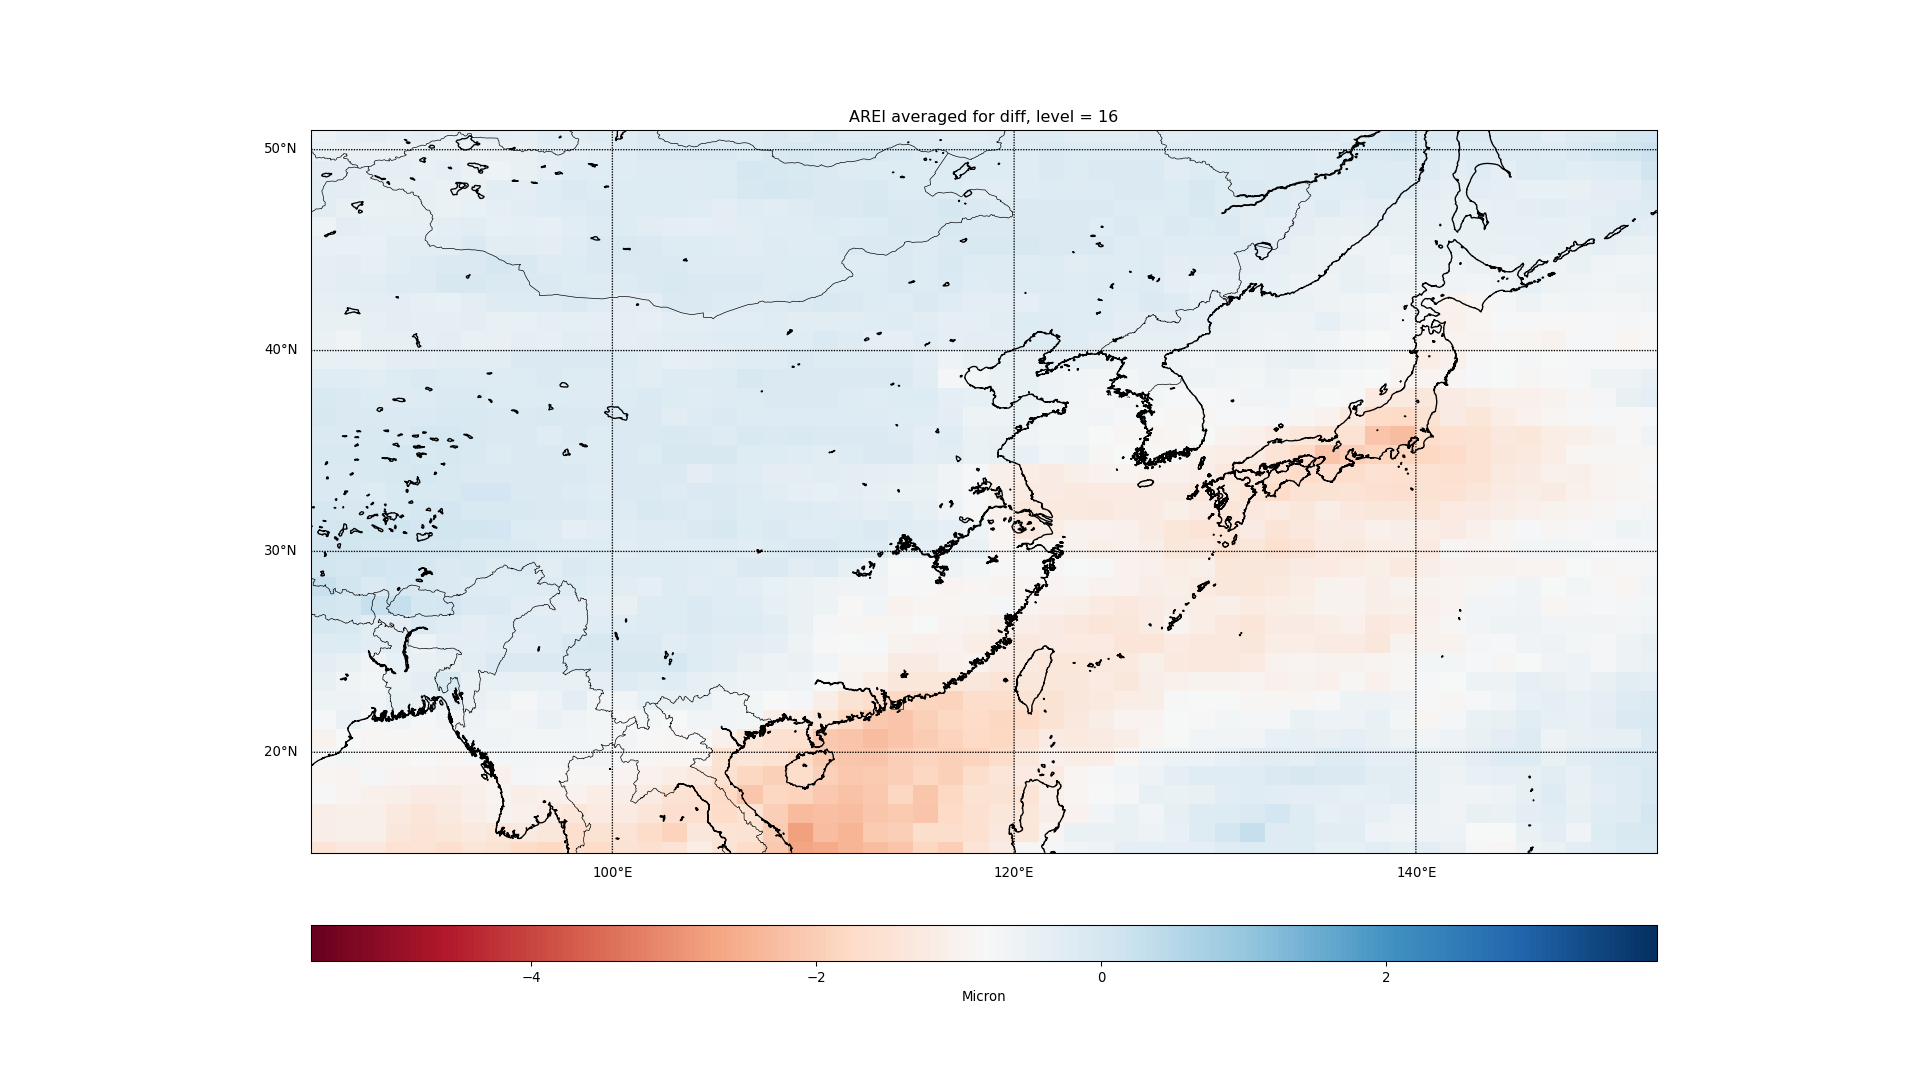 AREI averaged for diff, level = 16
50°N
40°N
30°N
20°N
100°E
120°E
140°E
−4
−2
0
2
Micron